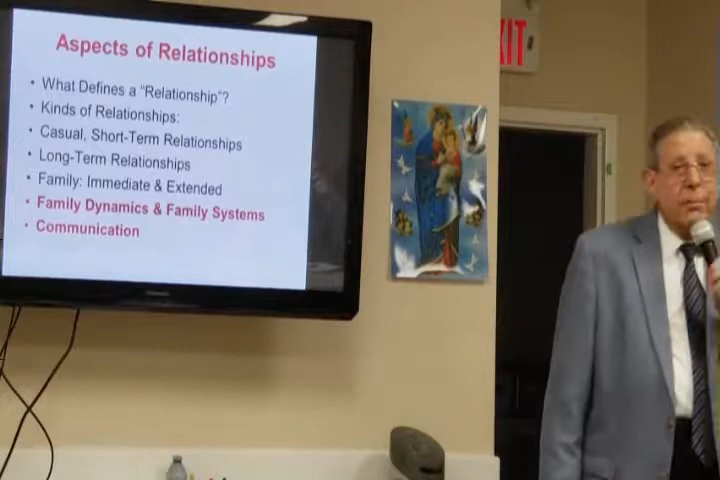 Aspects of Relationships
• What Defines a "Relationship"?
• Kinds of Relationships:
• Casual, Short-Term Relationships
• Long-Term Relationships
• Family: Immediate & Extended
• Family Dynamics & Family Systems
• Communication
EXIT